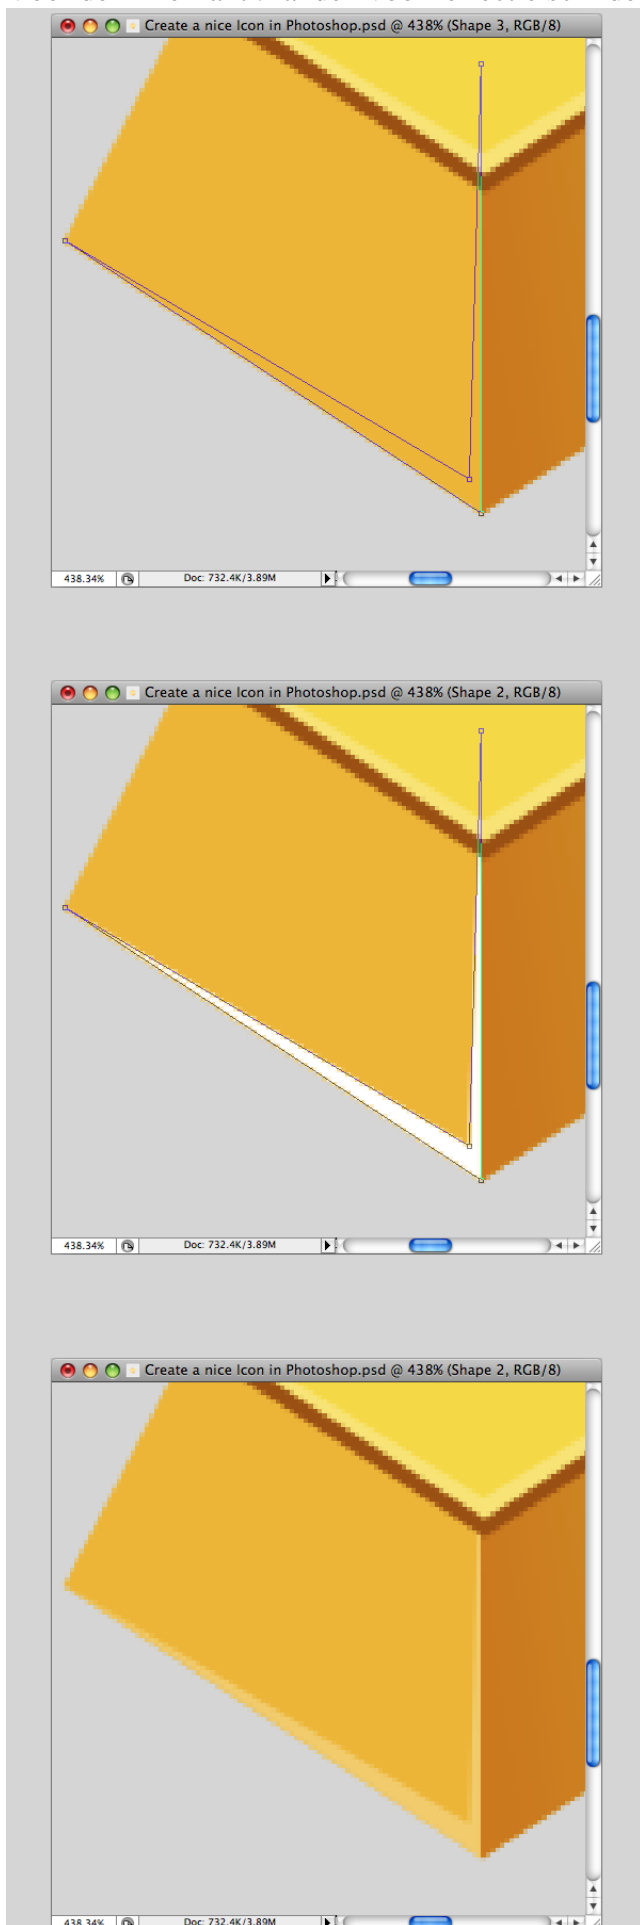 Create a nice Icon in Photoshop.psd @ 438% (Shape 3, RGB/8)
438.34% Doc: 732.4K/3.89M
Create a nice Icon in Photoshop.psd @ 438% (Shape 2, RGB/8)
438.34% Doc: 732.4K/3.89M
Create a nice Icon in Photoshop.psd @ 438% (Shape 2, RGB/8)
438.34% Doc: 732.4K/3.89M